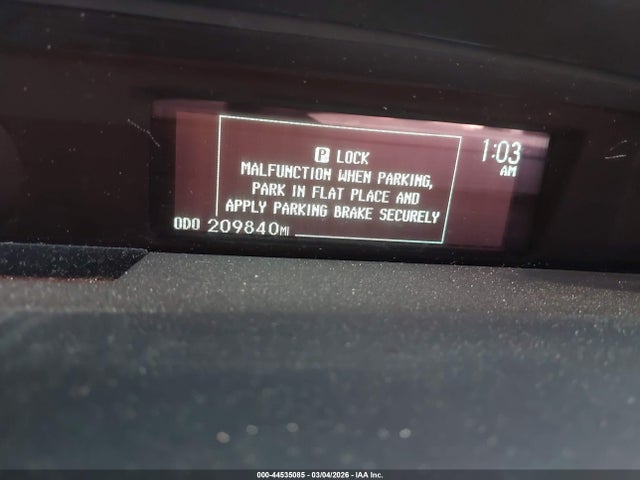 P LOCK
MALFUNCTION WHEN PARKING,
PARK IN FLAT PLACE AND
APPLY PARKING BRAKE SECURELY
1:03
AM
ODO 209840MI
000-44535085 - 03/04/2026 - IAA Inc.